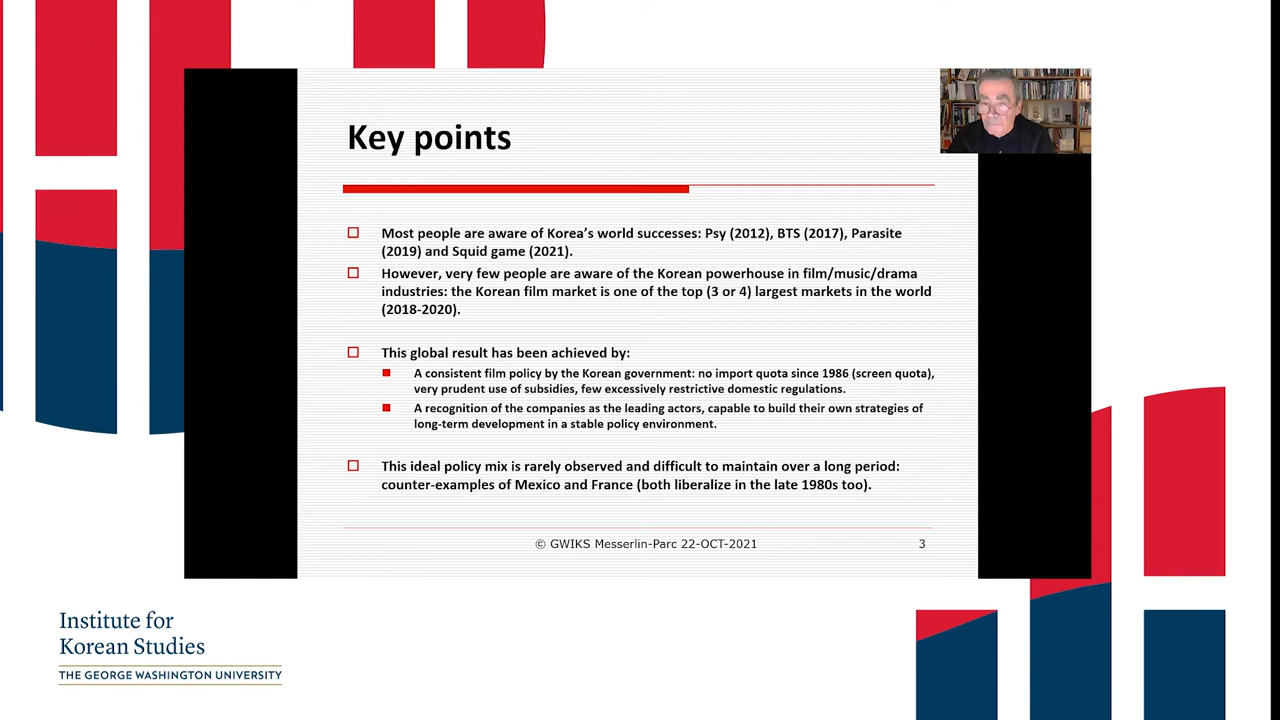 Key points
Most people are aware of Korea's world successes: Psy (2012), BTS (2017), Parasite
(2019) and Squid game (2021).
However, very few people are aware of the Korean powerhouse in film/music/drama
industries: the Korean film market is one of the top (3 or 4) largest markets in the world
(2018-2020).
This global result has been achieved by:
A consistent film policy by the Korean government: no import quota since 1986 (screen quota),
very prudent use of subsidies, few excessively restrictive domestic regulations.
A recognition of the companies as the leading actors, capable to build their own strategies of
long-term development in a stable policy environment.
This ideal policy mix is rarely observed and difficult to maintain over a long period:
counter-examples of Mexico and France (both liberalize in the late 1980s too).
© GWIKS Messerlin-Parc 22-OCT-2021
3
Institute for
Korean Studies
THE GEORGE WASHINGTON UNIVERSITY